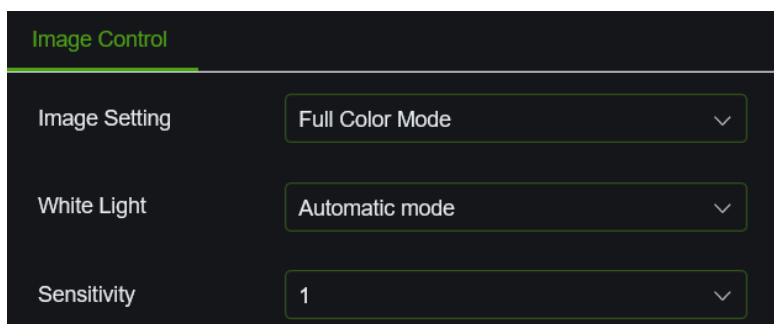 Image Control
Image Setting Full Color Mode
White Light Automatic mode
Sensitivity 1